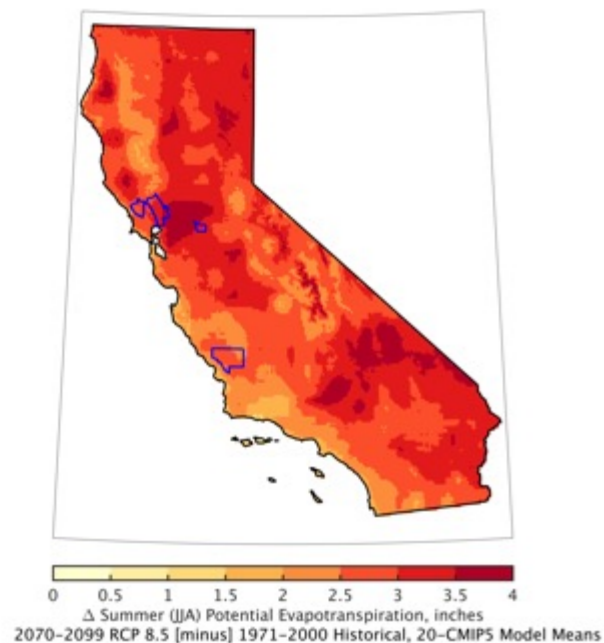 0 0.5 1 1.5 2 2.5 3 3.5 4
Δ Summer (JJA) Potential Evapotranspiration, inches
2070-2099 RCP 8.5 [minus] 1971-2000 Historical, 20-CMIP5 Model Means